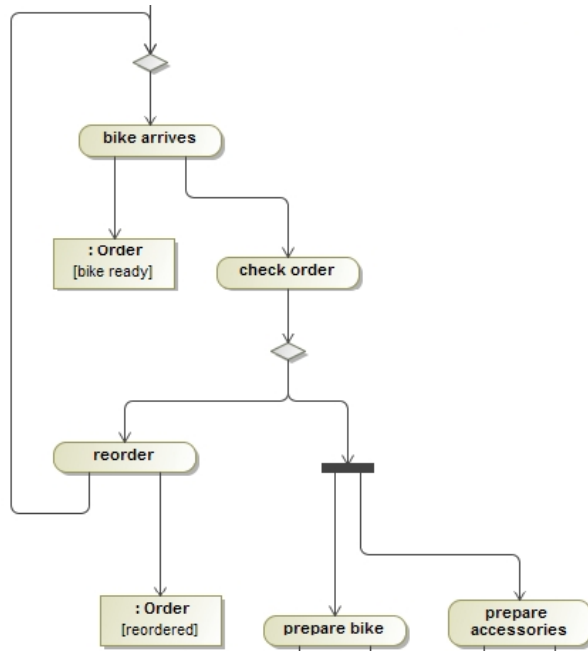 bike arrives
: Order
[bike ready]
check order
reorder
: Order
[reordered]
prepare bike
prepare
accessories